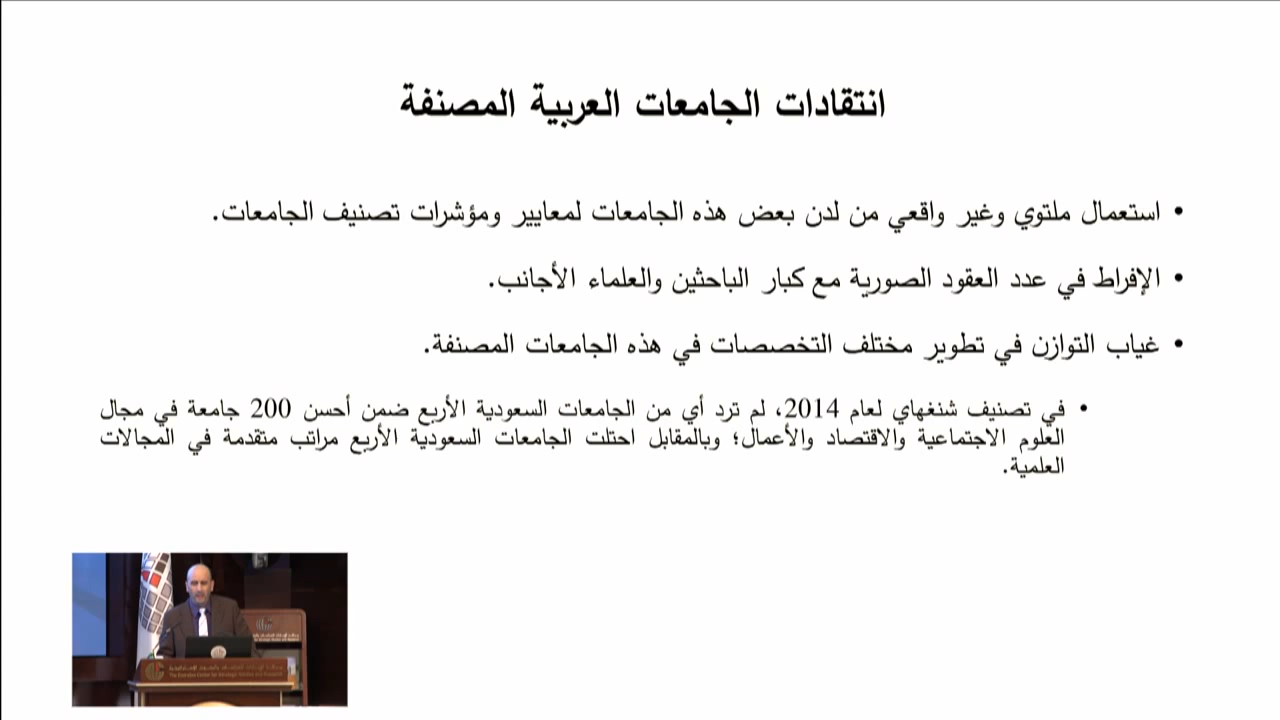 انتقادات الجامعات العربية المصنفة
• استعمال ملتوي وغير واقعي من لدن بعض هذه الجامعات لمعايير ومؤشرات تصنيف الجامعات.
• الإفراط في عدد العقود الصورية مع كبار الباحثين والعلماء الأجانب.
• غياب التوازن في تطوير مختلف التخصصات في هذه الجامعات المصنفة.
• في تصنيف شنغهاي لعام 2014، لم ترد أي من الجامعات السعودية الأربع ضمن أحسن 200 جامعة في مجال
العلوم الاجتماعية والاقتصاد والأعمال؛ وبالمقابل احتلت الجامعات السعودية الأربع مراتب متقدمة في المجالات
العلمية.